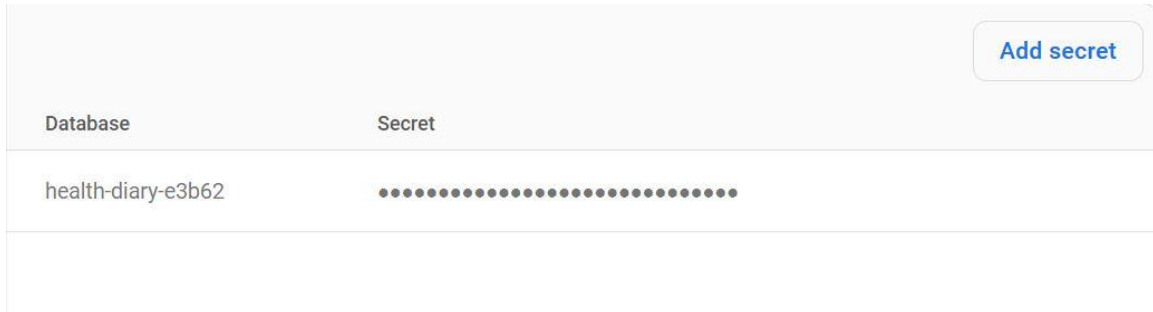 Add secret
Database Secret
health-diary-e3b62 ●●●●●●●●●●●●●●●●●●●●●●●●●●●●●●